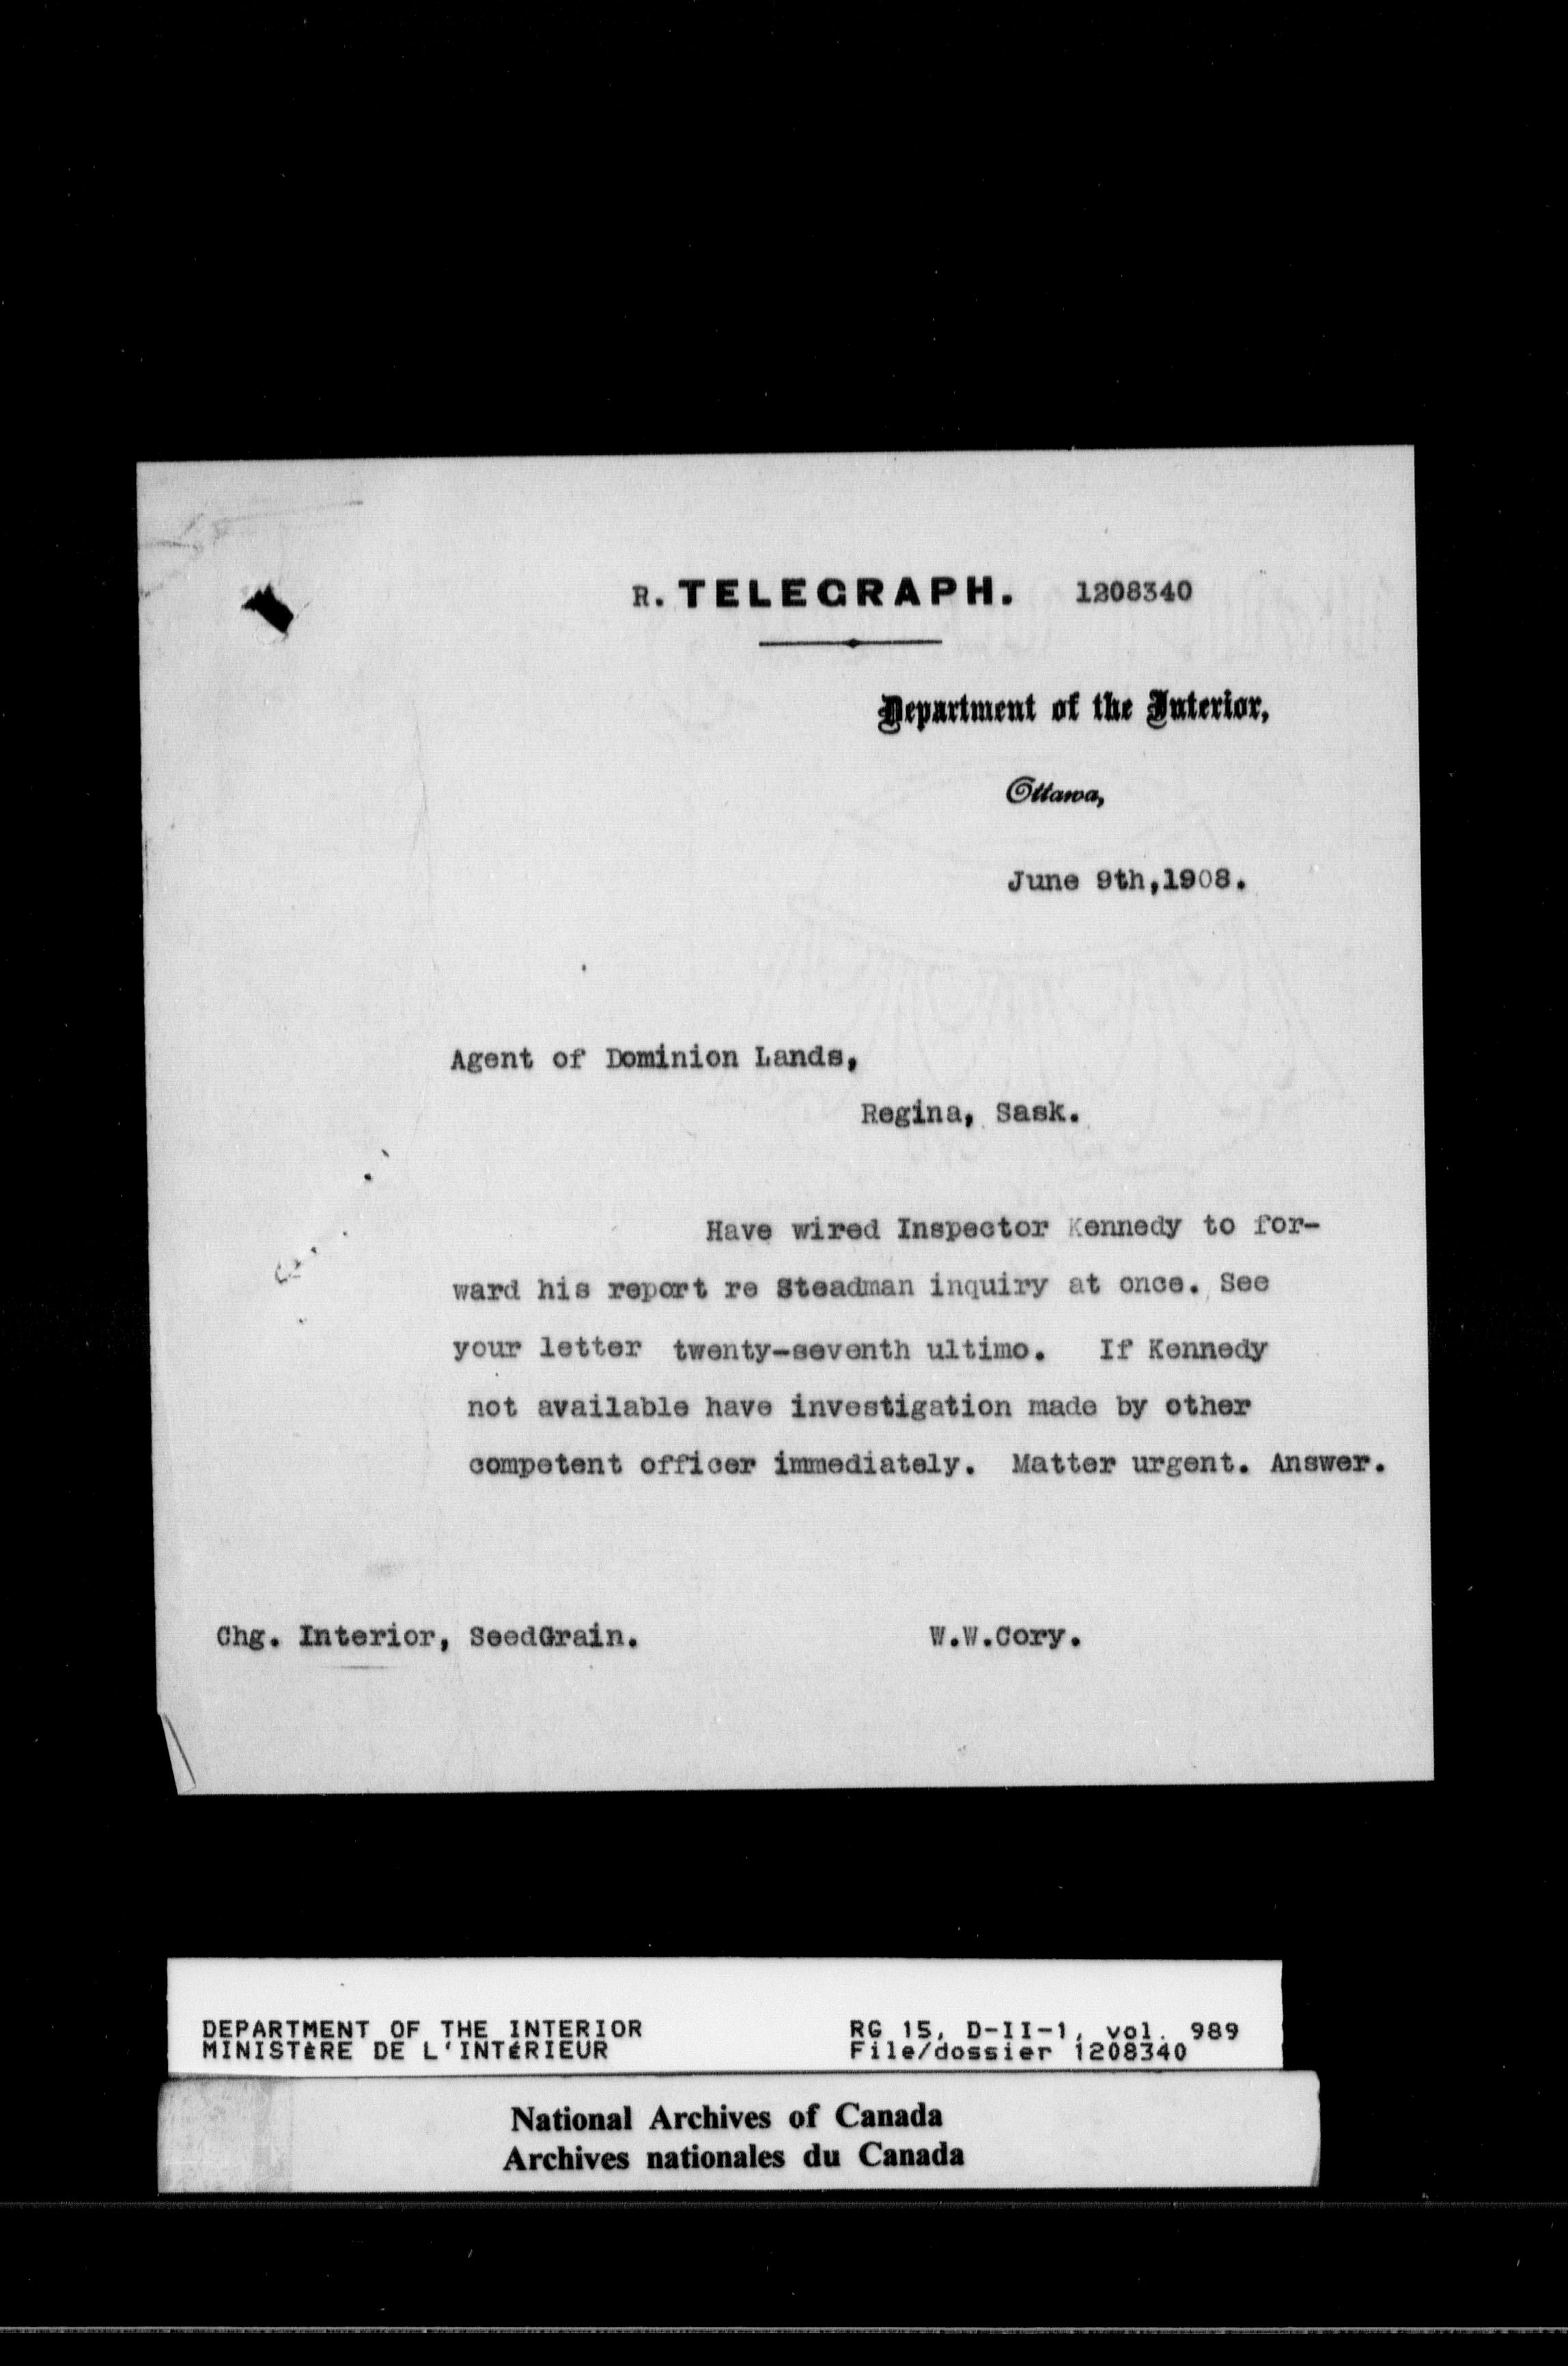 R. TELEGRAPH. 1208340
Department of the Interior,
Ottawa,
June 9th,1908.
Agent of Dominion Lands,
Regina, Sask.
Have wired Inspector Kennedy to for-
ward his report re Steadman inquiry at once. See
your letter twenty-seventh ultimo. If Kennedy
not available have investigation made by other
competent officer immediately. Matter urgent. Answer.
Chg. Interior, SeedGrain. W.W.Cory.
DEPARTMENT OF THE INTERIOR RG 15, D-II-1, vol. 989
MINISTÈRE DE L'INTÉRIEUR File/dossier 1208340
National Archives of Canada
Archives nationales du Canada